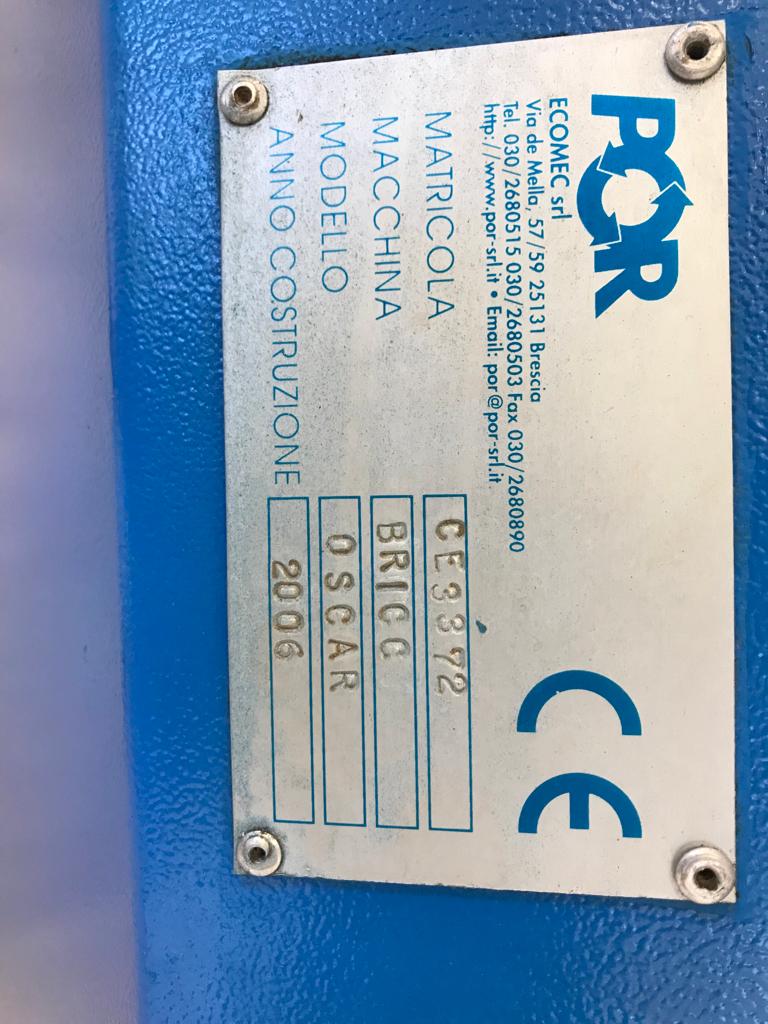 POR
CE
ECOMEC srl
Via de Mella, 57/59 25131 Brescia
Tel. 030/2680515 030/2680503 Fax 030/2680890
http://www.por-srl.it • Email: por@por-srl.it
MATRICOLA CE3372
MACCHINA BRICC
MODELLO OSCAR
ANNO COSTRUZIONE 2006